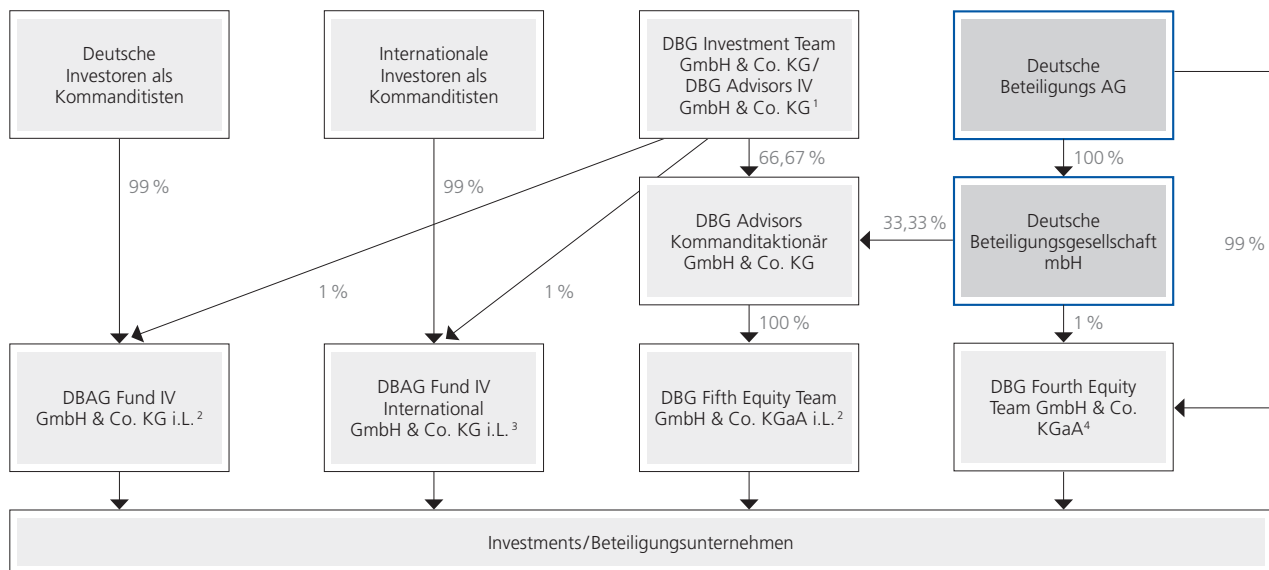 Deutsche
Investoren als
Kommanditisten
Internationale
Investoren als
Kommanditisten
DBG Investment Team
GmbH & Co. KG/
DBG Advisors IV
GmbH & Co. KG¹
Deutsche
Beteiligungs AG
99 %
99 %
66,67 %
100 %
DBG Advisors
Kommanditaktionär
GmbH & Co. KG
33,33 %
Deutsche
Beteiligungsgesellschaft
mbH
99 %
1 %
1 %
100 %
1 %
DBAG Fund IV
GmbH & Co. KG i.L.²
DBAG Fund IV
International
GmbH & Co. KG i.L.³
DBG Fifth Equity Team
GmbH & Co. KGaA i.L.²
DBG Fourth Equity
Team GmbH & Co.
KGaA⁴
Investments/Beteiligungsunternehmen